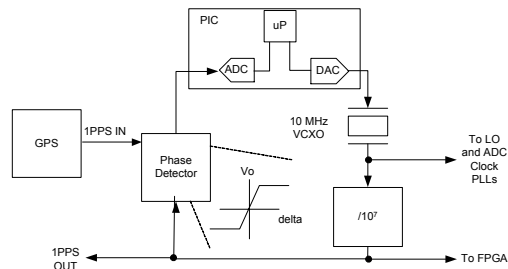 PIC
uP
ADC
DAC
10 MHz
VCXO
GPS
1PPS IN
Phase
Detector
Vo
delta
To LO
and ADC
Clock
PLLs
/10⁷
1PPS
OUT
To FPGA